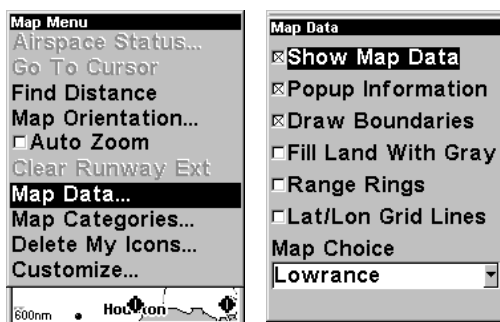 Map Menu
Airspace Status...
Go To Cursor
Find Distance
Map Orientation...
Auto Zoom
Clear Runway Ext
Map Data...
Map Categories...
Delete My Icons...
Customize...
600nm
Houston
Map Data
Show Map Data
Popup Information
Draw Boundaries
Fill Land With Gray
Range Rings
Lat/Lon Grid Lines
Map Choice
Lowrance